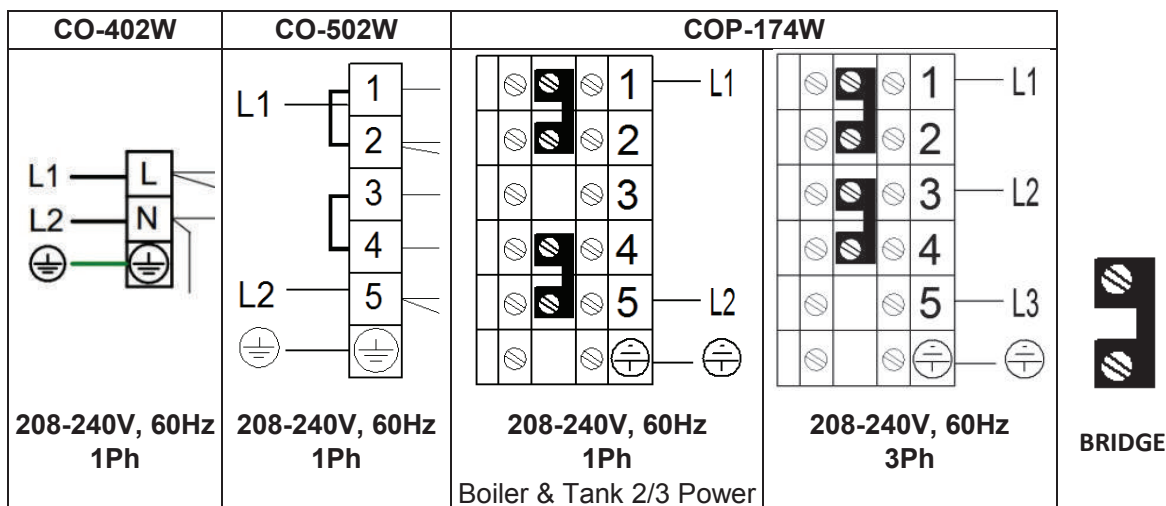 CO-402W
CO-502W
COP-174W
L1
L
L2
N
L1
1
2
3
4
L2
5
1
L1
2
3
4
5
L2
1
L1
2
3
L2
4
5
L3
208-240V, 60Hz
1Ph
208-240V, 60Hz
1Ph
208-240V, 60Hz
1Ph
Boiler & Tank 2/3 Power
208-240V, 60Hz
3Ph
BRIDGE